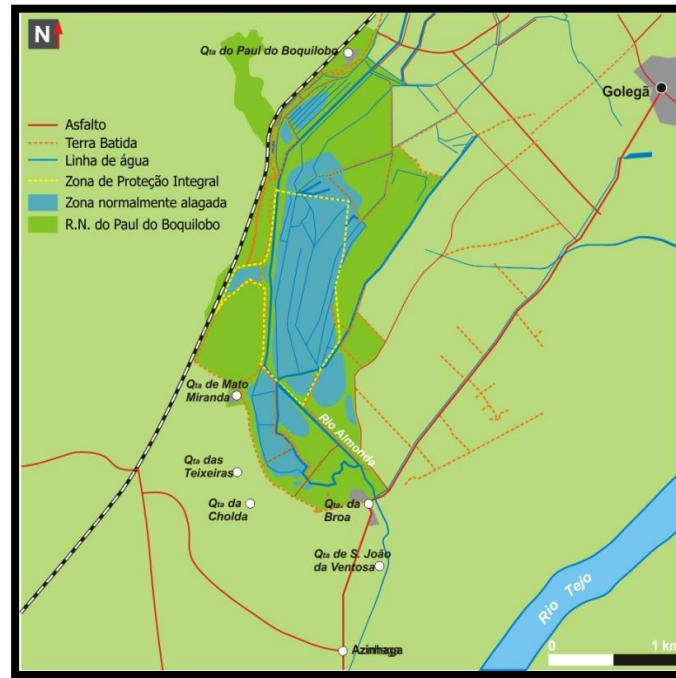 N
Qta do Paul do Boquilobo
Golegã
Asfalto
Terra Batida
Linha de água
Zona de Proteção Integral
Zona normalmente alagada
R.N. do Paul do Boquilobo
Qta de Mato
Miranda
Rio Almonda
Qta das
Teixeiras
Qta da
Cholda
Qta. da
Broa
Qta de S. João
da Ventosa
Rio Tejo
Azinhaga
0 1 km